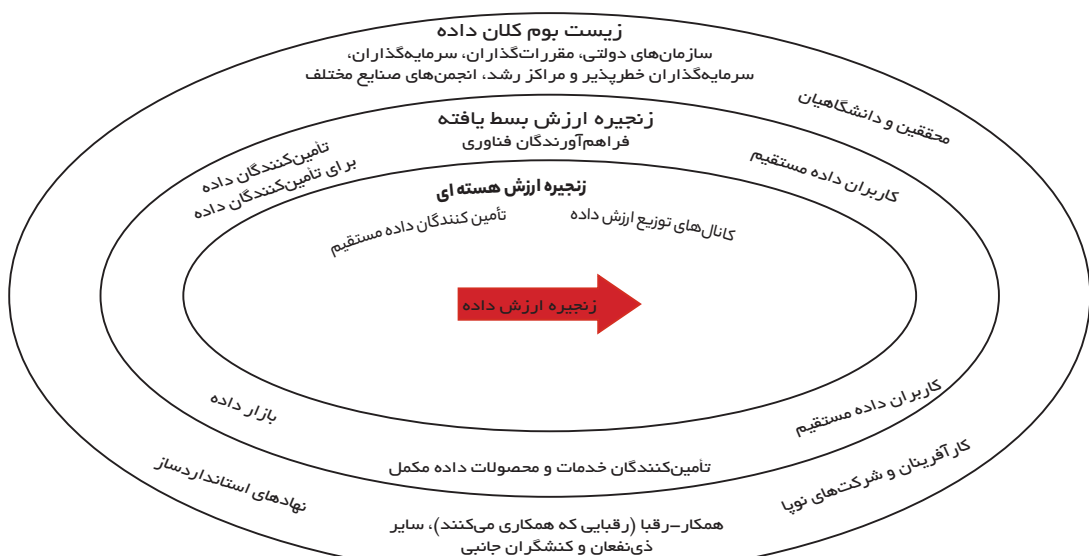 زیست بوم کلان داده
سازمان‌های دولتی، مقررات‌گذاران، سرمایه‌گذاران،
سرمایه‌گذاران خطرپذیر و مراکز رشد، انجمن‌های صنایع مختلف
محققین و دانشگاهیان
زنجیره ارزش بسط یافته
فراهم‌آورندگان فناوری
کاربران داده مستقیم
تأمین‌کنندگان داده
برای تأمین‌کنندگان داده
زنجیره ارزش هسته ای
کانال‌های توزیع ارزش داده
تأمین کنندگان داده مستقیم
زنجیره ارزش داده
کاربران داده مستقیم
بازار داده
تأمین‌کنندگان خدمات و محصولات داده مکمل
کارآفرینان و شرکت‌های نوپا
نهادهای استانداردساز
همکار-رقبا (رقبایی که همکاری می‌کنند)، سایر
ذی‌نفعان و کنشگران جانبی